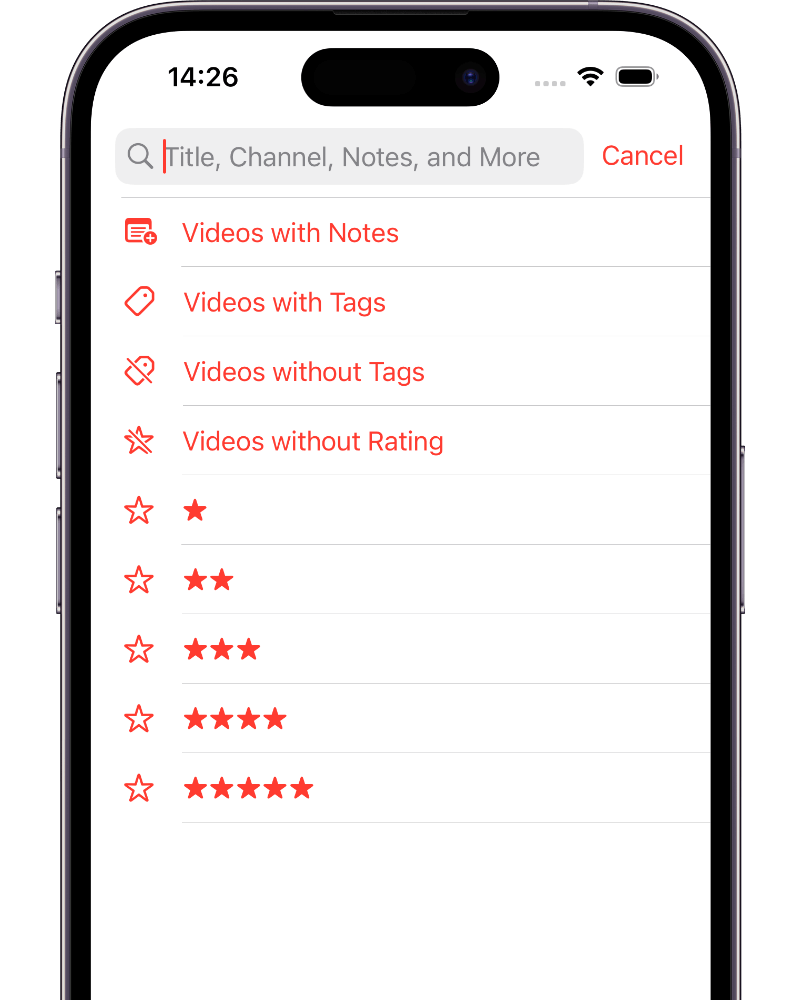 14:26
Title, Channel, Notes, and More
Cancel
Videos with Notes
Videos with Tags
Videos without Tags
Videos without Rating
★
★★
★★★
★★★★
★★★★★